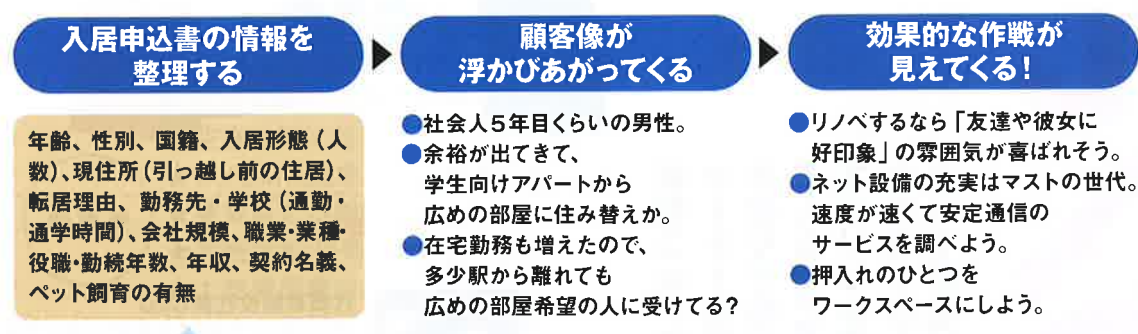 入居申込書の情報を
整理する
年齢、性別、国籍、入居形態(人
数)、現住所(引っ越し前の住居)、
転居理由、勤務先・学校(通勤・
通学時間)、会社規模、職業・業種・
役職・勤続年数、年収、契約名義、
ペット飼育の有無
顧客像が
浮かびあがってくる
●社会人5年目くらいの男性。
●余裕が出てきて、
学生向けアパートから
広めの部屋に住み替えか。
●在宅勤務も増えたので、
多少駅から離れても
広めの部屋希望の人に受けてる?
効果的な作戦が
見えてくる!
●リノベするなら「友達や彼女に
好印象」の雰囲気が喜ばれそう。
●ネット設備の充実はマストの世代。
速度が速くて安定通信の
サービスを調べよう。
●押入れのひとつを
ワークスペースにしよう。